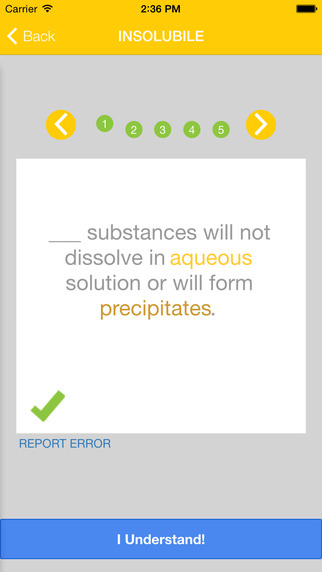 Carrier 2:36 PM
Back INSOLUBILE
1 2 3 4 5
___ substances will not
dissolve in aqueous
solution or will form
precipitates.
REPORT ERROR
I Understand!